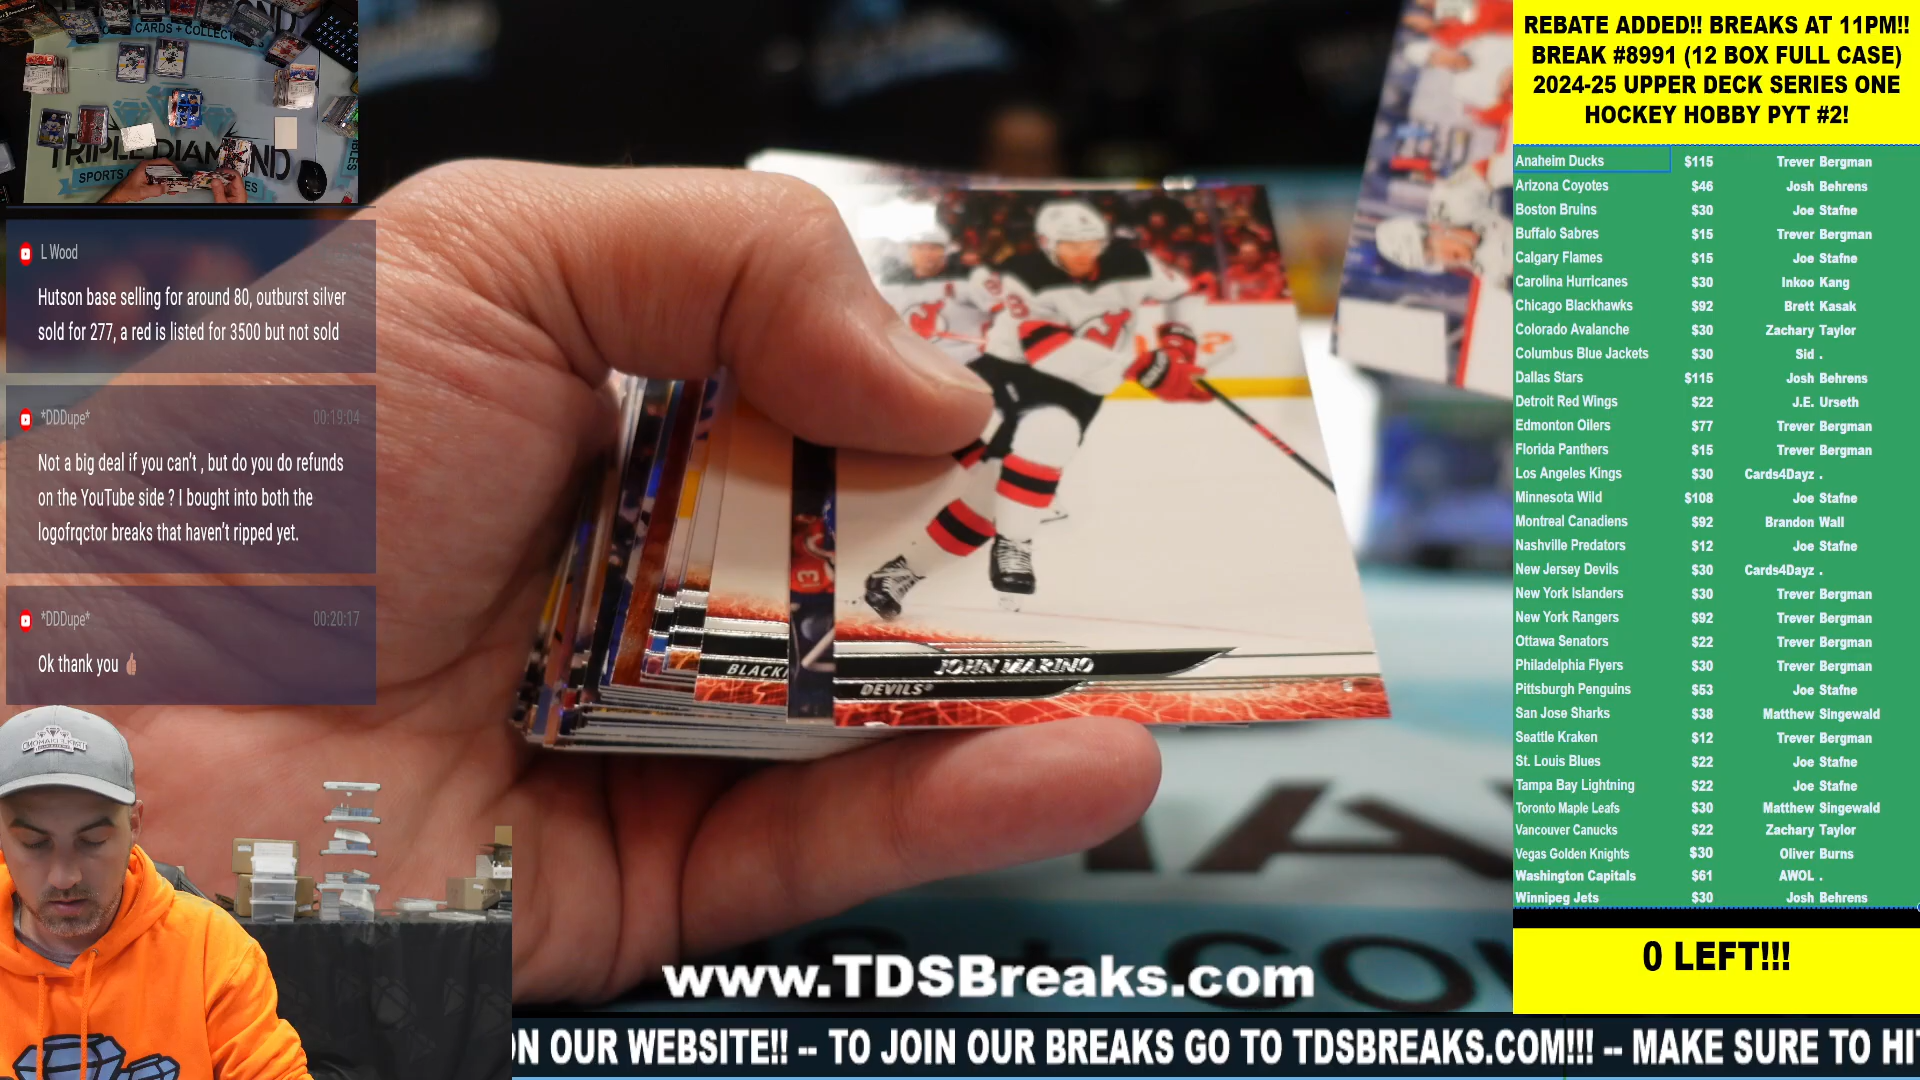 CARDS + COLLEC
TRIPLE DIAMOND
SPORTS
L Wood
Hutson base selling for around 80, outburst silver
sold for 277, a red is listed for 3500 but not sold
*DDDupe*
00:19:04
Not a big deal if you can't , but do you do refunds
on the YouTube side ? I bought into both the
logofrqctor breaks that haven't ripped yet.
*DDDupe*
00:20:17
Ok thank you 👍
BLACK
JOHN MARINO
DEVILS
www.TDSBreaks.com
ON OUR WEBSITE!! -- TO JOIN OUR BREAKS GO TO TDSBREAKS.COM!!! -- MAKE SURE TO HIT
REBATE ADDED!! BREAKS AT 11PM!!
BREAK #8991 (12 BOX FULL CASE)
2024-25 UPPER DECK SERIES ONE
HOCKEY HOBBY PYT #2!
Anaheim Ducks $115 Trever Bergman
Arizona Coyotes $46 Josh Behrens
Boston Bruins $30 Joe Stafne
Buffalo Sabres $15 Trever Bergman
Calgary Flames $15 Joe Stafne
Carolina Hurricanes $30 Inkoo Kang
Chicago Blackhawks $92 Brett Kasak
Colorado Avalanche $30 Zachary Taylor
Columbus Blue Jackets $30 Sid .
Dallas Stars $115 Josh Behrens
Detroit Red Wings $22 J.E. Urseth
Edmonton Oilers $77 Trever Bergman
Florida Panthers $15 Trever Bergman
Los Angeles Kings $30 Cards4Dayz .
Minnesota Wild $108 Joe Stafne
Montreal Canadiens $92 Brandon Wall
Nashville Predators $12 Joe Stafne
New Jersey Devils $30 Cards4Dayz .
New York Islanders $30 Trever Bergman
New York Rangers $92 Trever Bergman
Ottawa Senators $22 Trever Bergman
Philadelphia Flyers $30 Trever Bergman
Pittsburgh Penguins $53 Joe Stafne
San Jose Sharks $38 Matthew Singewald
Seattle Kraken $12 Trever Bergman
St. Louis Blues $22 Joe Stafne
Tampa Bay Lightning $22 Joe Stafne
Toronto Maple Leafs $30 Matthew Singewald
Vancouver Canucks $22 Zachary Taylor
Vegas Golden Knights $30 Oliver Burns
Washington Capitals $61 AWOL .
Winnipeg Jets $30 Josh Behrens
0 LEFT!!!